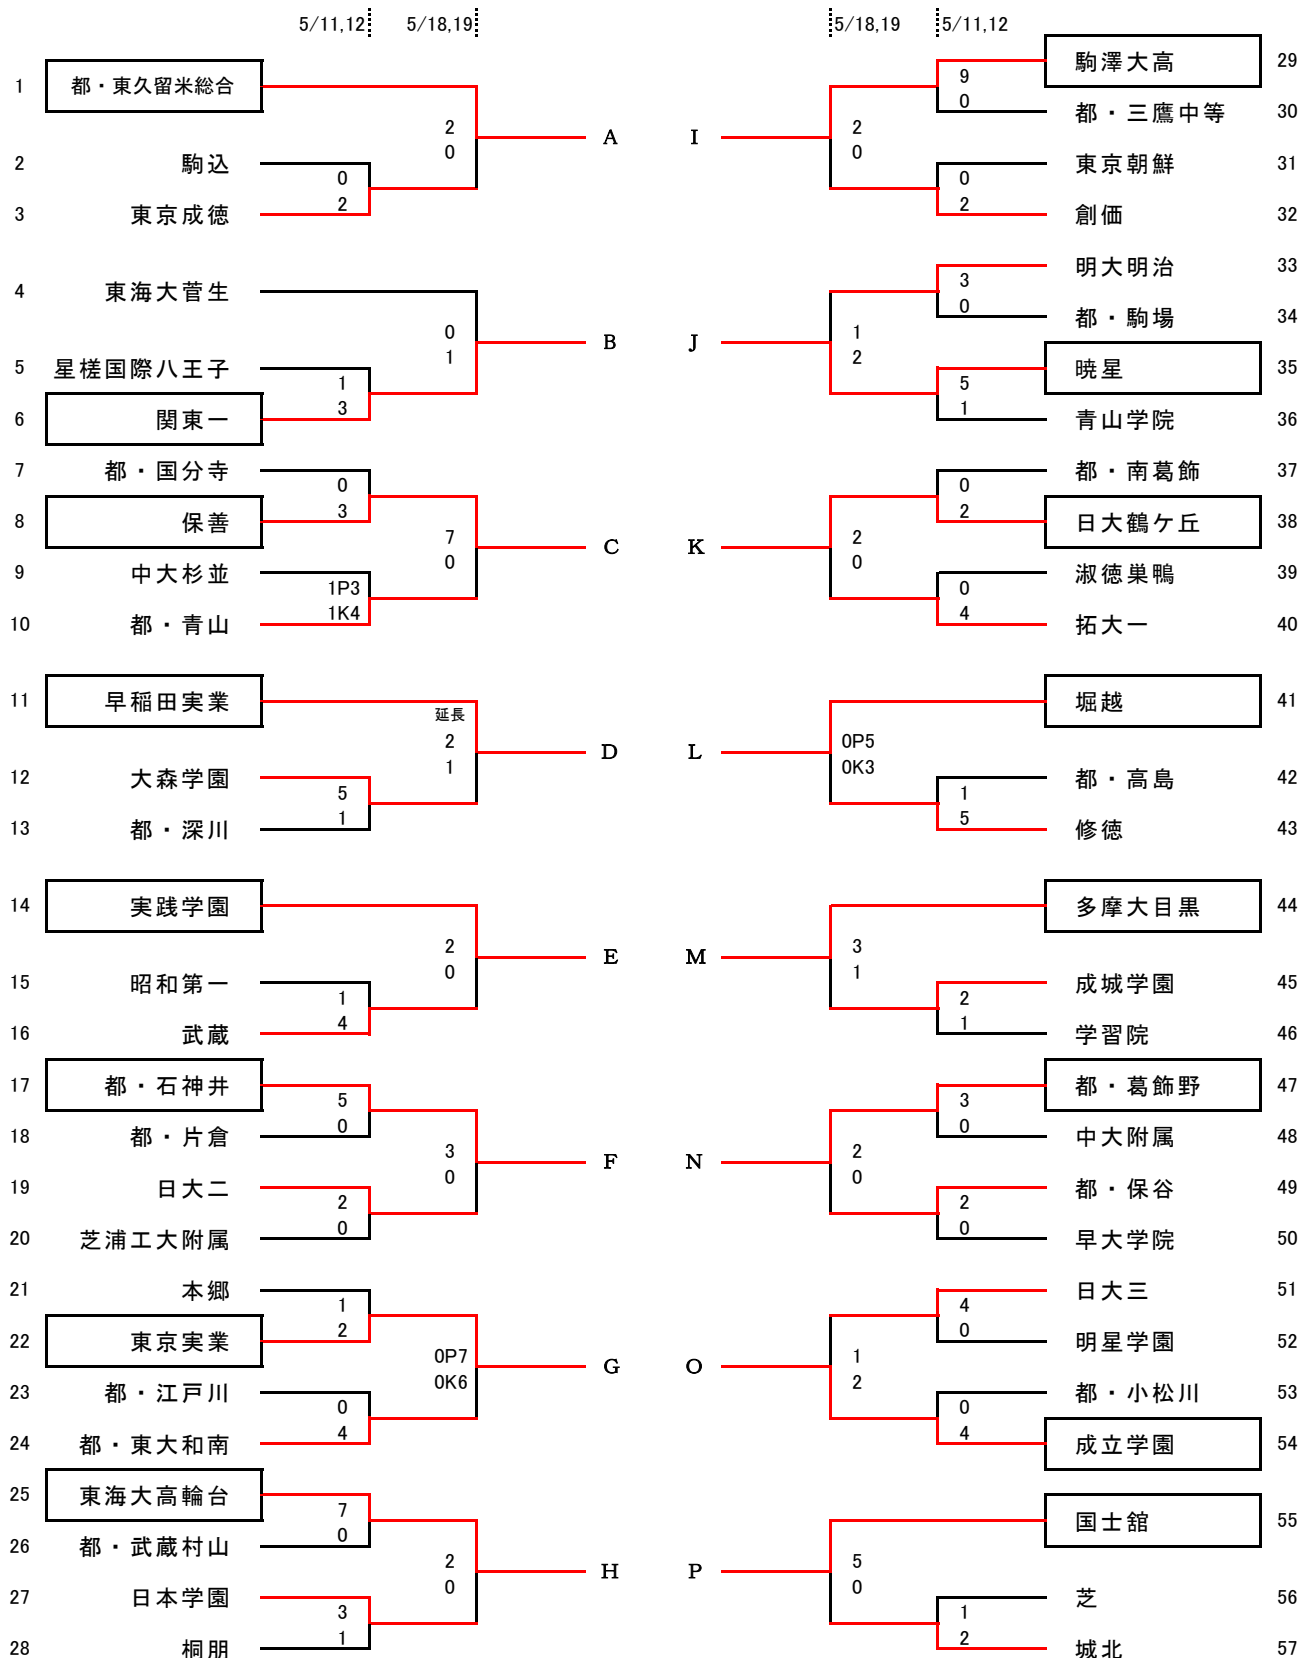 5/11,12 5/18,19 5/18,19 5/11,12
1 都・東久留米総合
2 0 A
2 駒込
0 2
3 東京成徳
4 東海大菅生
0 1 B
5 星槎国際八王子
1 3
6 関東一
7 都・国分寺
0 3
8 保善
7 0 C
9 中大杉並
1P3
1K4
10 都・青山
11 早稲田実業
延長
2 1 D
12 大森学園
5 1
13 都・深川
14 実践学園
2 0 E
15 昭和第一
1 4
16 武蔵
17 都・石神井
5 0
18 都・片倉
3 0 F
19 日大二
2 0
20 芝浦工大附属
21 本郷
1 2
22 東京実業
0P7
0K6
G
23 都・江戸川
0 4
24 都・東大和南
25 東海大高輪台
7 0
26 都・武蔵村山
2 0 H
27 日本学園
3 1
28 桐朋
駒澤大高 29
9 0
都・三鷹中等 30
I 2 0
東京朝鮮 31
0 2
創価 32
明大明治 33
3 0
都・駒場 34
J 1 2
暁星 35
5 1
青山学院 36
都・南葛飾 37
0 2
日大鶴ケ丘 38
K 2 0
淑徳巣鴨 39
0 4
拓大一 40
堀越 41
L
0P5
0K3
都・高島 42
1 5
修徳 43
多摩大目黒 44
M 3 1
成城学園 45
2 1
学習院 46
都・葛飾野 47
3 0
中大附属 48
N 2 0
都・保谷 49
2 0
早大学院 50
日大三 51
4 0
明星学園 52
O 1 2
都・小松川 53
0 4
成立学園 54
国士舘 55
P 5 0
芝 56
1 2
城北 57